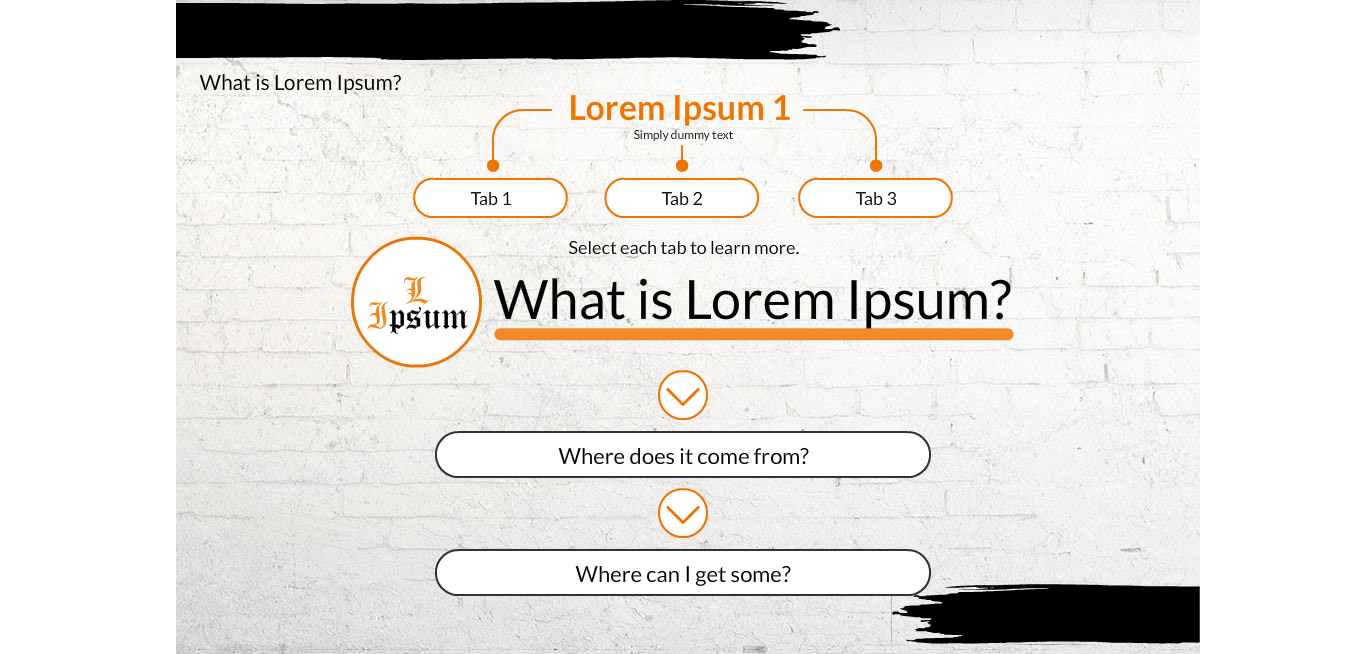 What is Lorem Ipsum?
Lorem Ipsum 1
Simply dummy text
Tab 1
Tab 2
Tab 3
Select each tab to learn more.
L
Ipsum
What is Lorem Ipsum?
Where does it come from?
Where can I get some?